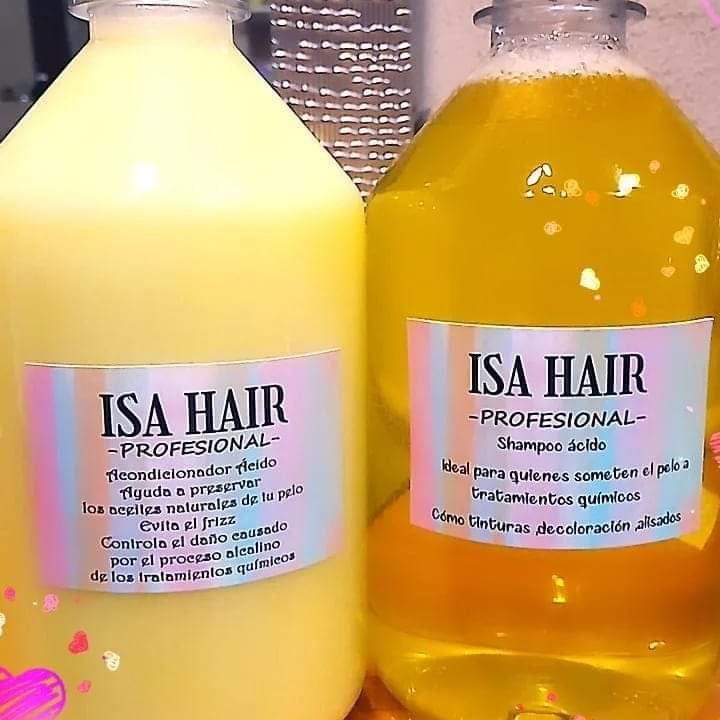 ISA HAIR
-PROFESIONAL-
Acondicionador Ácido
Ayuda a preservar
los aceites naturales de tu pelo
Evita el frizz
Controla el daño causado
por el proceso alcalino
de los tratamientos químicos
ISA HAIR
-PROFESIONAL-
Shampoo ácido
Ideal para quienes someten el pelo a
tratamientos químicos
Cómo tinturas ,decoloración ,alisados